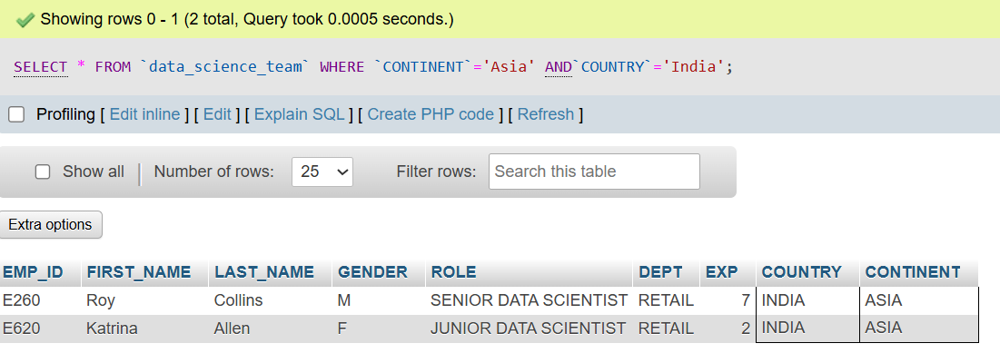 Showing rows 0 - 1 (2 total, Query took 0.0005 seconds.)
SELECT * FROM `data_science_team` WHERE `CONTINENT`='Asia' AND`COUNTRY`='India';
Profiling [ Edit inline ] [ Edit ] [ Explain SQL ] [ Create PHP code ] [ Refresh ]
Show all Number of rows: 25 Filter rows: Search this table
Extra options
EMP_ID FIRST_NAME LAST_NAME GENDER ROLE DEPT EXP COUNTRY CONTINENT
E260 Roy Collins M SENIOR DATA SCIENTIST RETAIL 7 INDIA ASIA
E620 Katrina Allen F JUNIOR DATA SCIENTIST RETAIL 2 INDIA ASIA